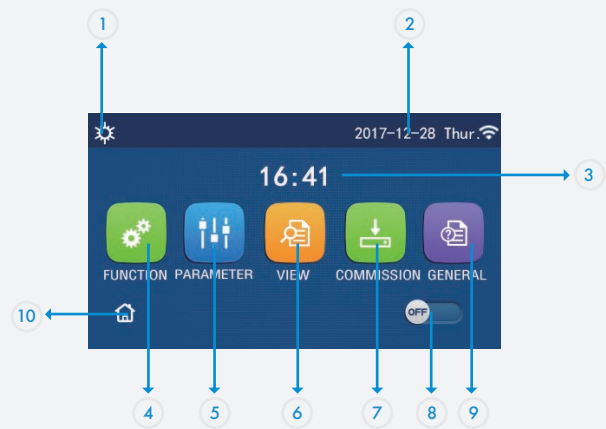 1
2
2017-12-28 Thur.
16:41
3
FUNCTION PARAMETER VIEW COMMISSION GENERAL
10
OFF
4 5 6 7 8 9